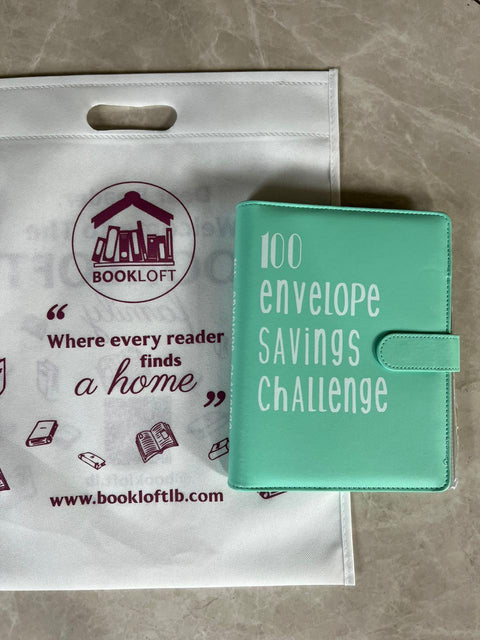 BOOKLOFT
“
Where every reader
finds
a home
”
www.bookloftlb.com
100
envelope
savings
challenge